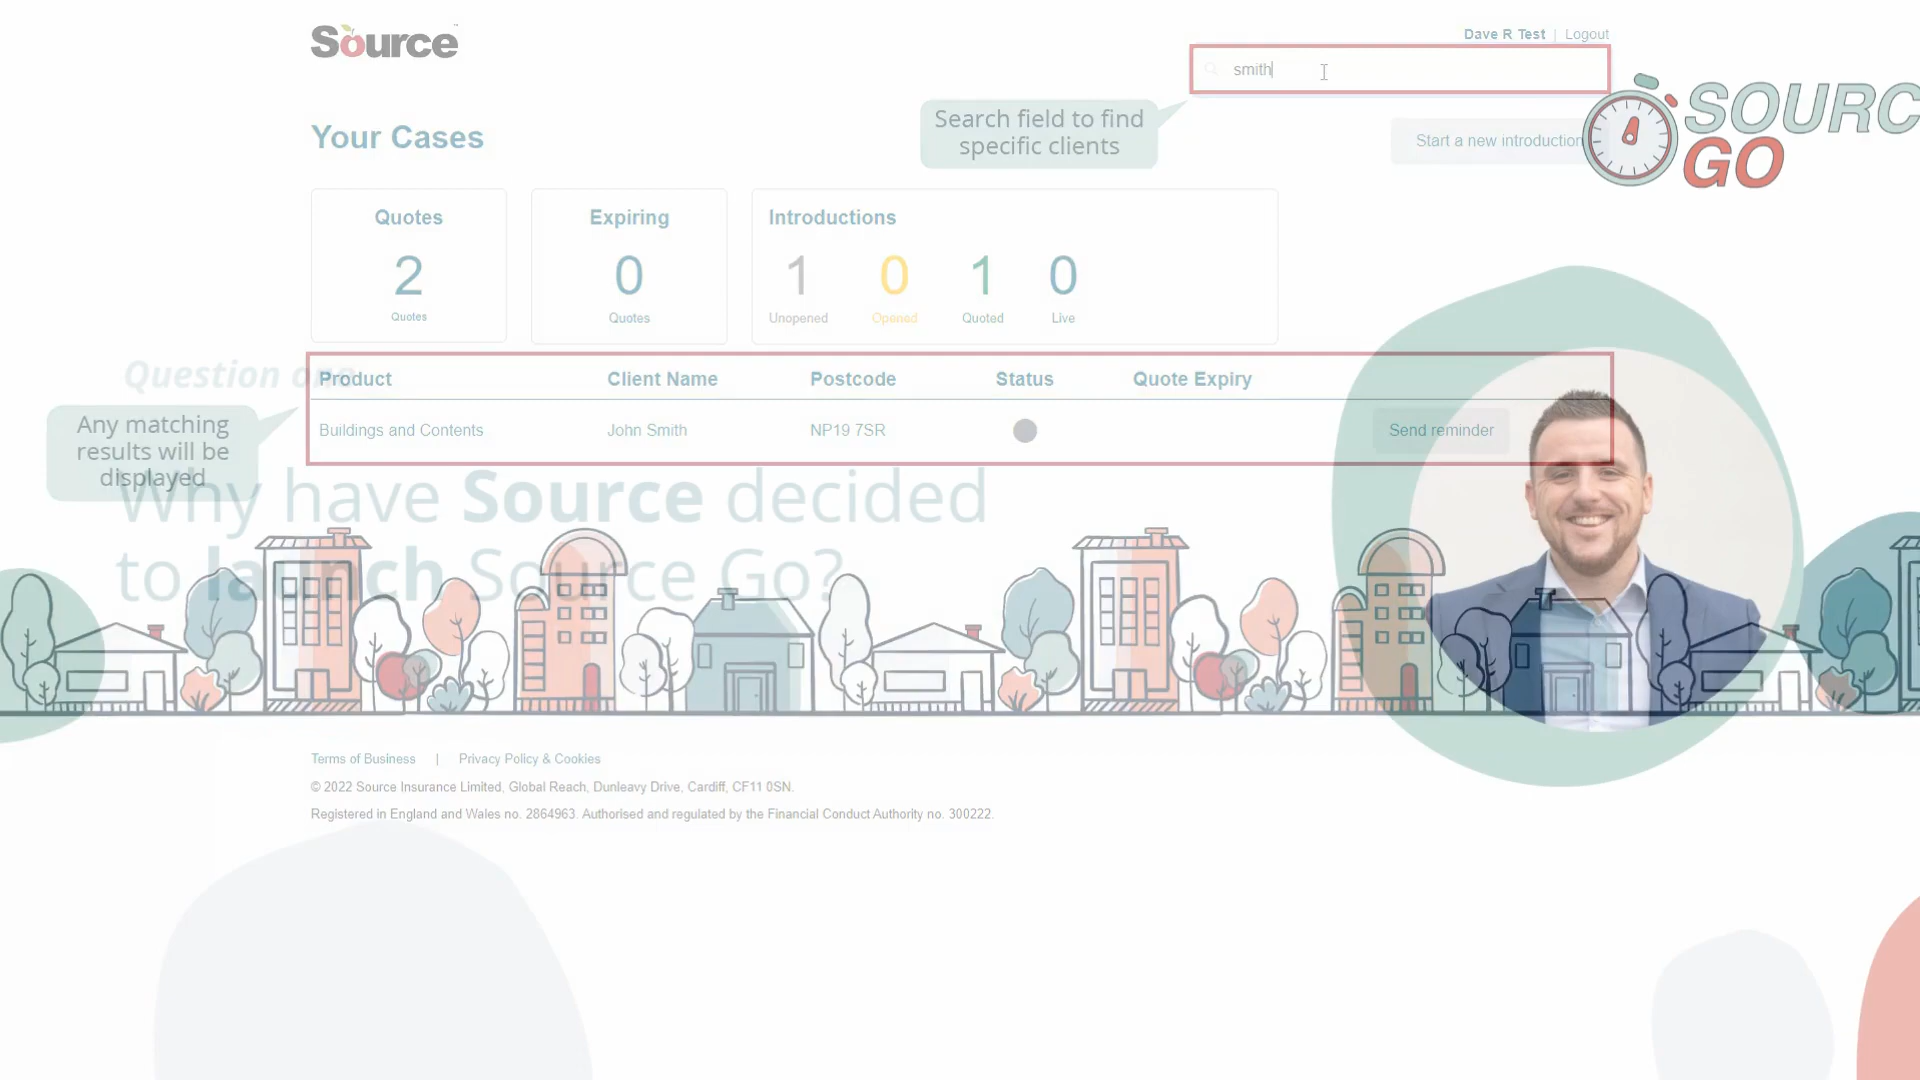 Source
Dave R Test | Logout
smith
Search field to find
specific clients
SOURC
GO
Your Cases
Start a new introduction
Quotes
2
Quotes
Expiring
0
Quotes
Introductions
1
0
1
0
Unopened
Opened
Quoted
Live
Question one
Product
Client Name
Postcode
Status
Quote Expiry
Any matching
results will be
displayed
Buildings and Contents
John Smith
NP19 7SR
Send reminder
Why have Source decided
to launch Source Go?
Terms of Business | Privacy Policy & Cookies
© 2022 Source Insurance Limited, Global Reach, Dunleavy Drive, Cardiff, CF11 0SN.
Registered in England and Wales no. 2864963. Authorised and regulated by the Financial Conduct Authority no. 300222.